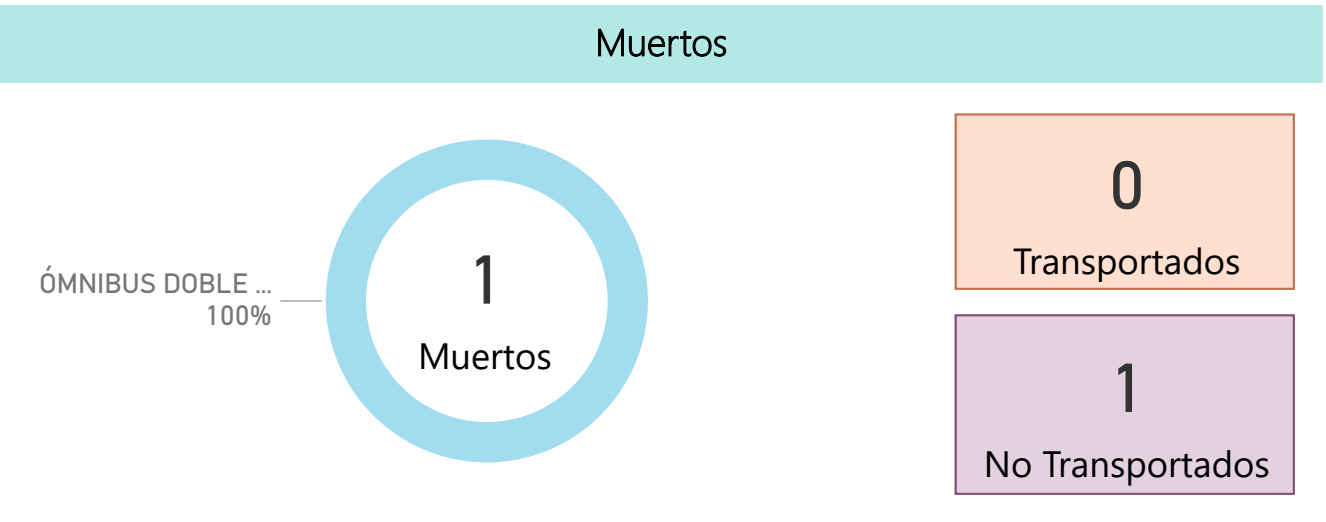 Muertos
ÓMNIBUS DOBLE ...
100%
1
Muertos
0
Transportados
1
No Transportados